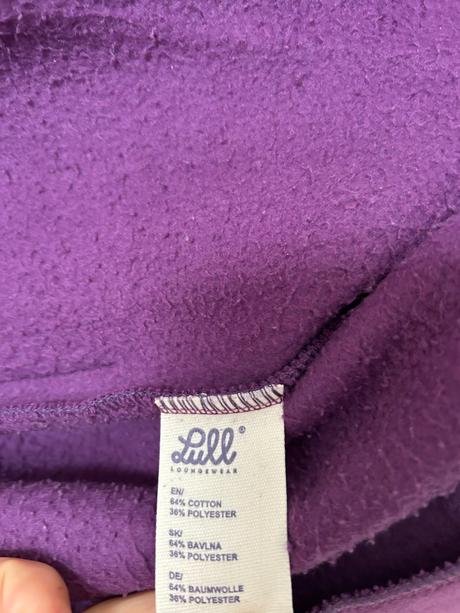 Lull®
LOUNGEWEAR
EN/
64% COTTON
36% POLYESTER
SK/
64% BAVLNA
36% POLYESTER
DE/
64% BAUMWOLLE
36% POLYESTER